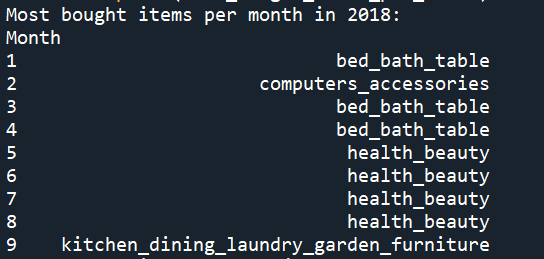 Most bought items per month in 2018:
Month
1 bed_bath_table
2 computers_accessories
3 bed_bath_table
4 bed_bath_table
5 health_beauty
6 health_beauty
7 health_beauty
8 health_beauty
9 kitchen_dining_laundry_garden_furniture